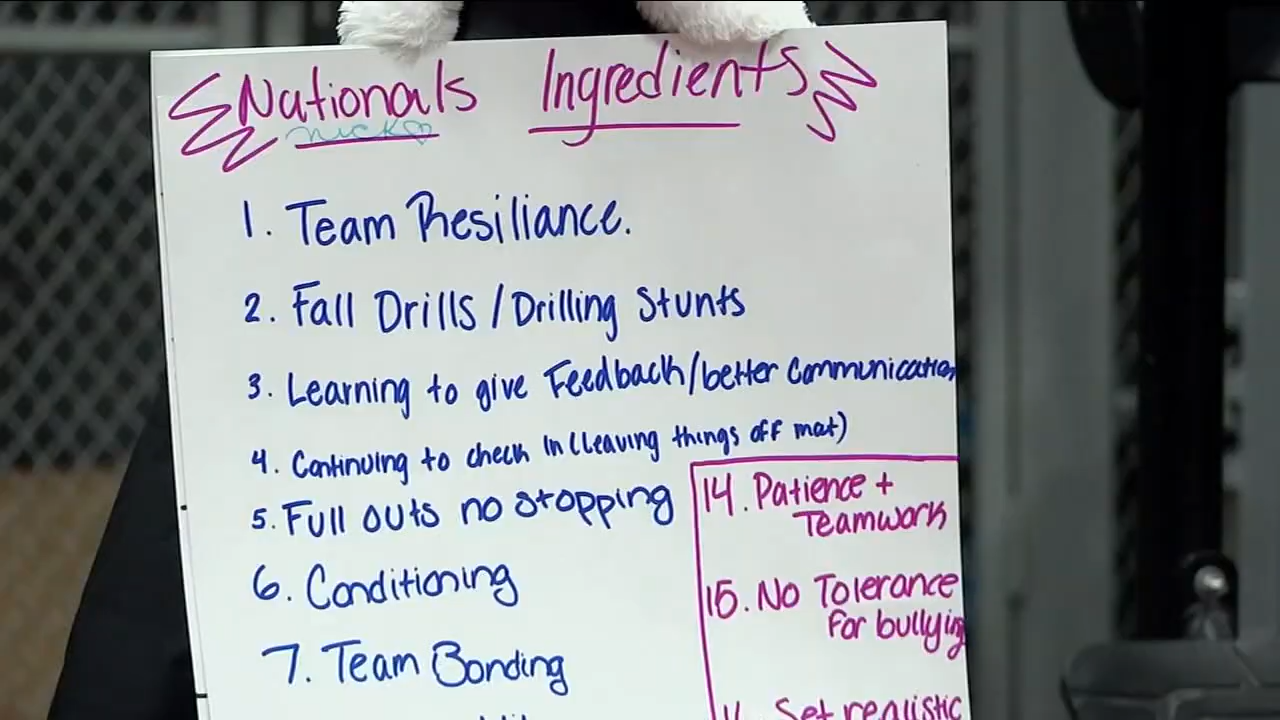 Nationals Ingredients
nick
1. Team Resiliance.
2. Fall Drills / Drilling Stunts
3. Learning to give Feedback/better communication
4. Continuing to check in (leaving things off mat)
5. Full outs no stopping
6. Conditioning
7. Team Bonding
14. Patience +
Teamwork
15. No Tolerance
for bullying
Set realistic